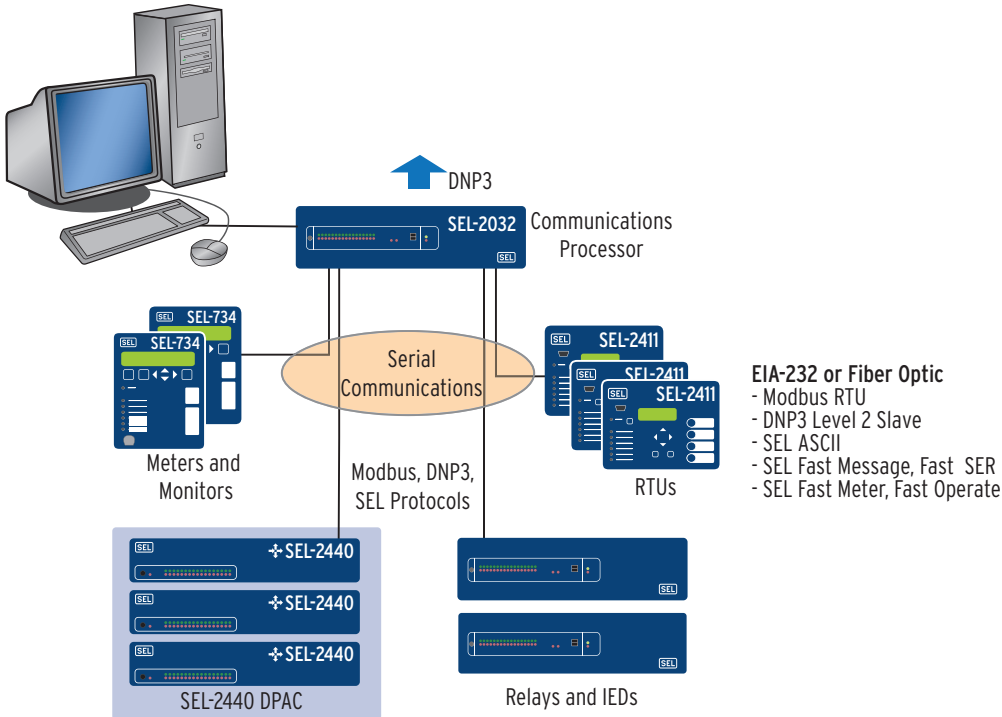 DNP3
SEL-2032
SEL
Communications
Processor
SEL SEL-734
SEL SEL-734
Meters and
Monitors
Serial
Communications
SEL SEL-2411
SEL SEL-2411
SEL SEL-2411
RTUs
EIA-232 or Fiber Optic
- Modbus RTU
- DNP3 Level 2 Slave
- SEL ASCII
- SEL Fast Message, Fast SER
- SEL Fast Meter, Fast Operate
Modbus, DNP3,
SEL Protocols
SEL SEL-2440
SEL SEL-2440
SEL SEL-2440
SEL-2440 DPAC
SEL
SEL
Relays and IEDs